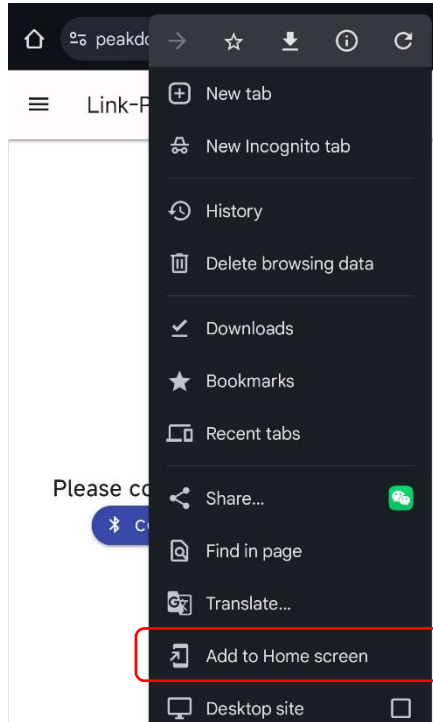 peakdo
Link-P
New tab
New Incognito tab
History
Delete browsing data
Downloads
Bookmarks
Recent tabs
Please co
Share...
Find in page
Translate...
Add to Home screen
Desktop site